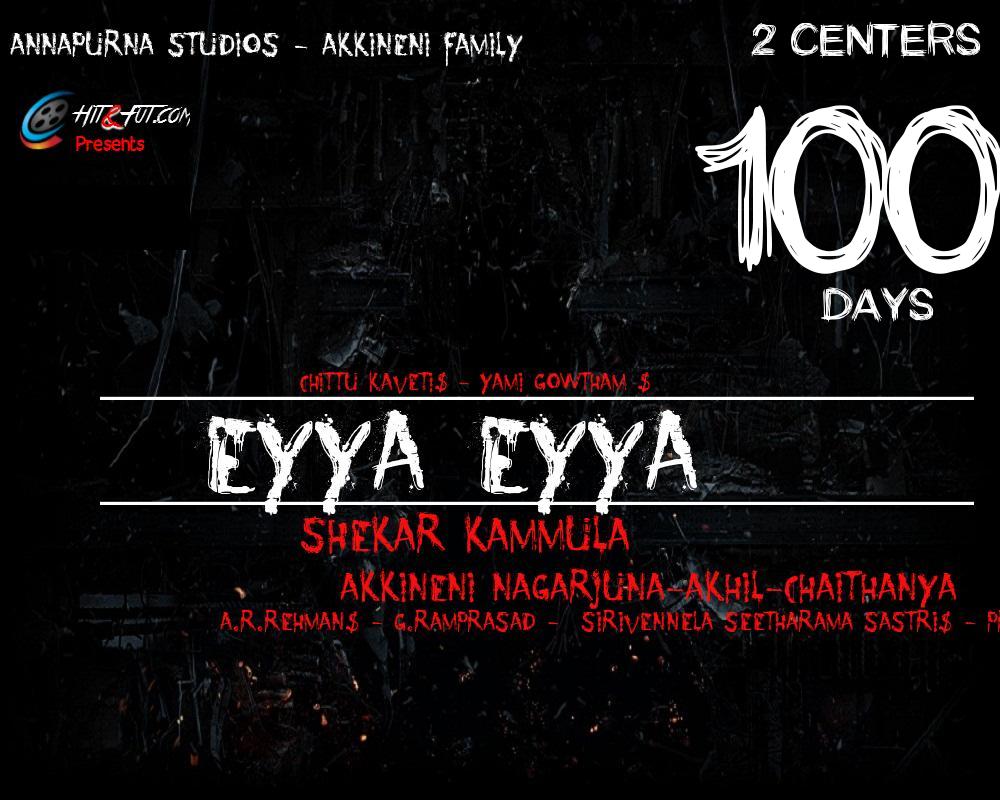 ANNAPURNA STUDIOS - AKKINENI FAMILY
2 CENTERS
HIT&FUT.COM
Presents
100
DAYS
CHITTU KAVETI$ - YAMI GOWTHAM $
EYYA EYYA
SHEKAR KAMMULA
AKKINENI NAGARJUNA-AKHIL-CHAITHANYA
A.R.REHMAN$ - G.RAMPRASAD - SIRIVENNELA SEETHARAMA SASTRI$ -